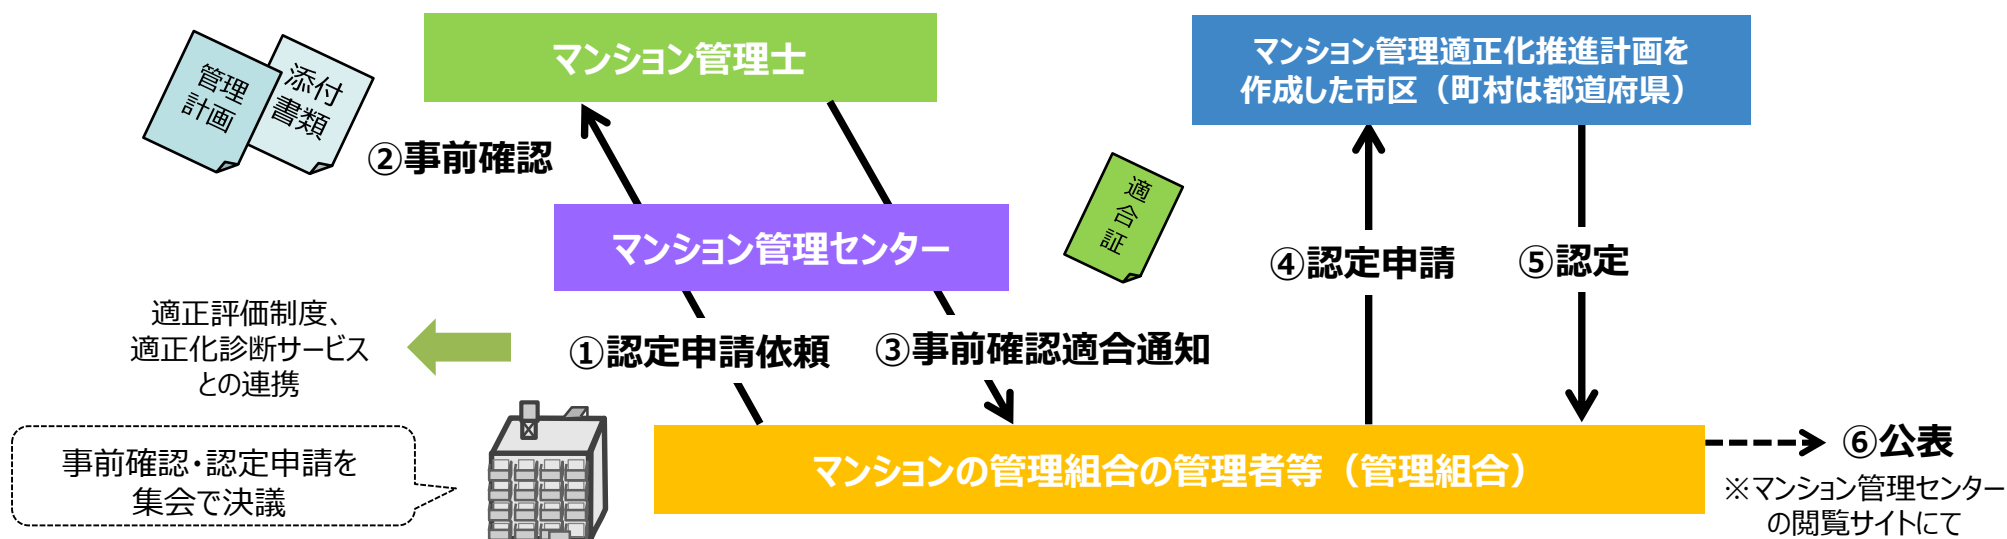 マンション管理士
マンション管理適正化推進計画を
作成した市区（町村は都道府県）
管理
計画
添付
書類
②事前確認
適合証
マンション管理センター
④認定申請
⑤認定
適正評価制度、
適正化診断サービス
との連携
①認定申請依頼
③事前確認適合通知
事前確認・認定申請を
集会で決議
マンションの管理組合の管理者等（管理組合）
⑥公表
※マンション管理センター
の閲覧サイトにて